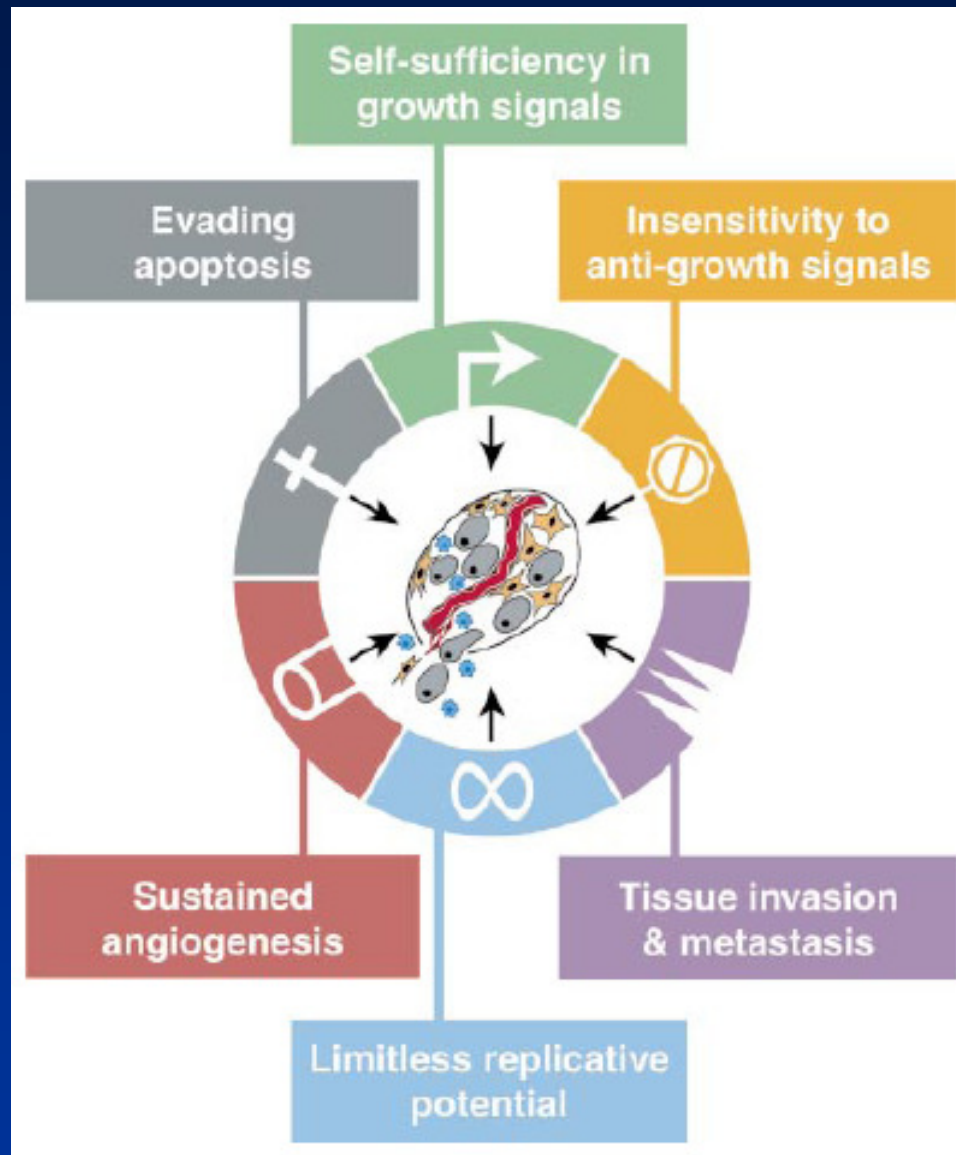 Self-sufficiency in
growth signals
Evading
apoptosis
Insensitivity to
anti-growth signals
Sustained
angiogenesis
Tissue invasion
& metastasis
Limitless replicative
potential